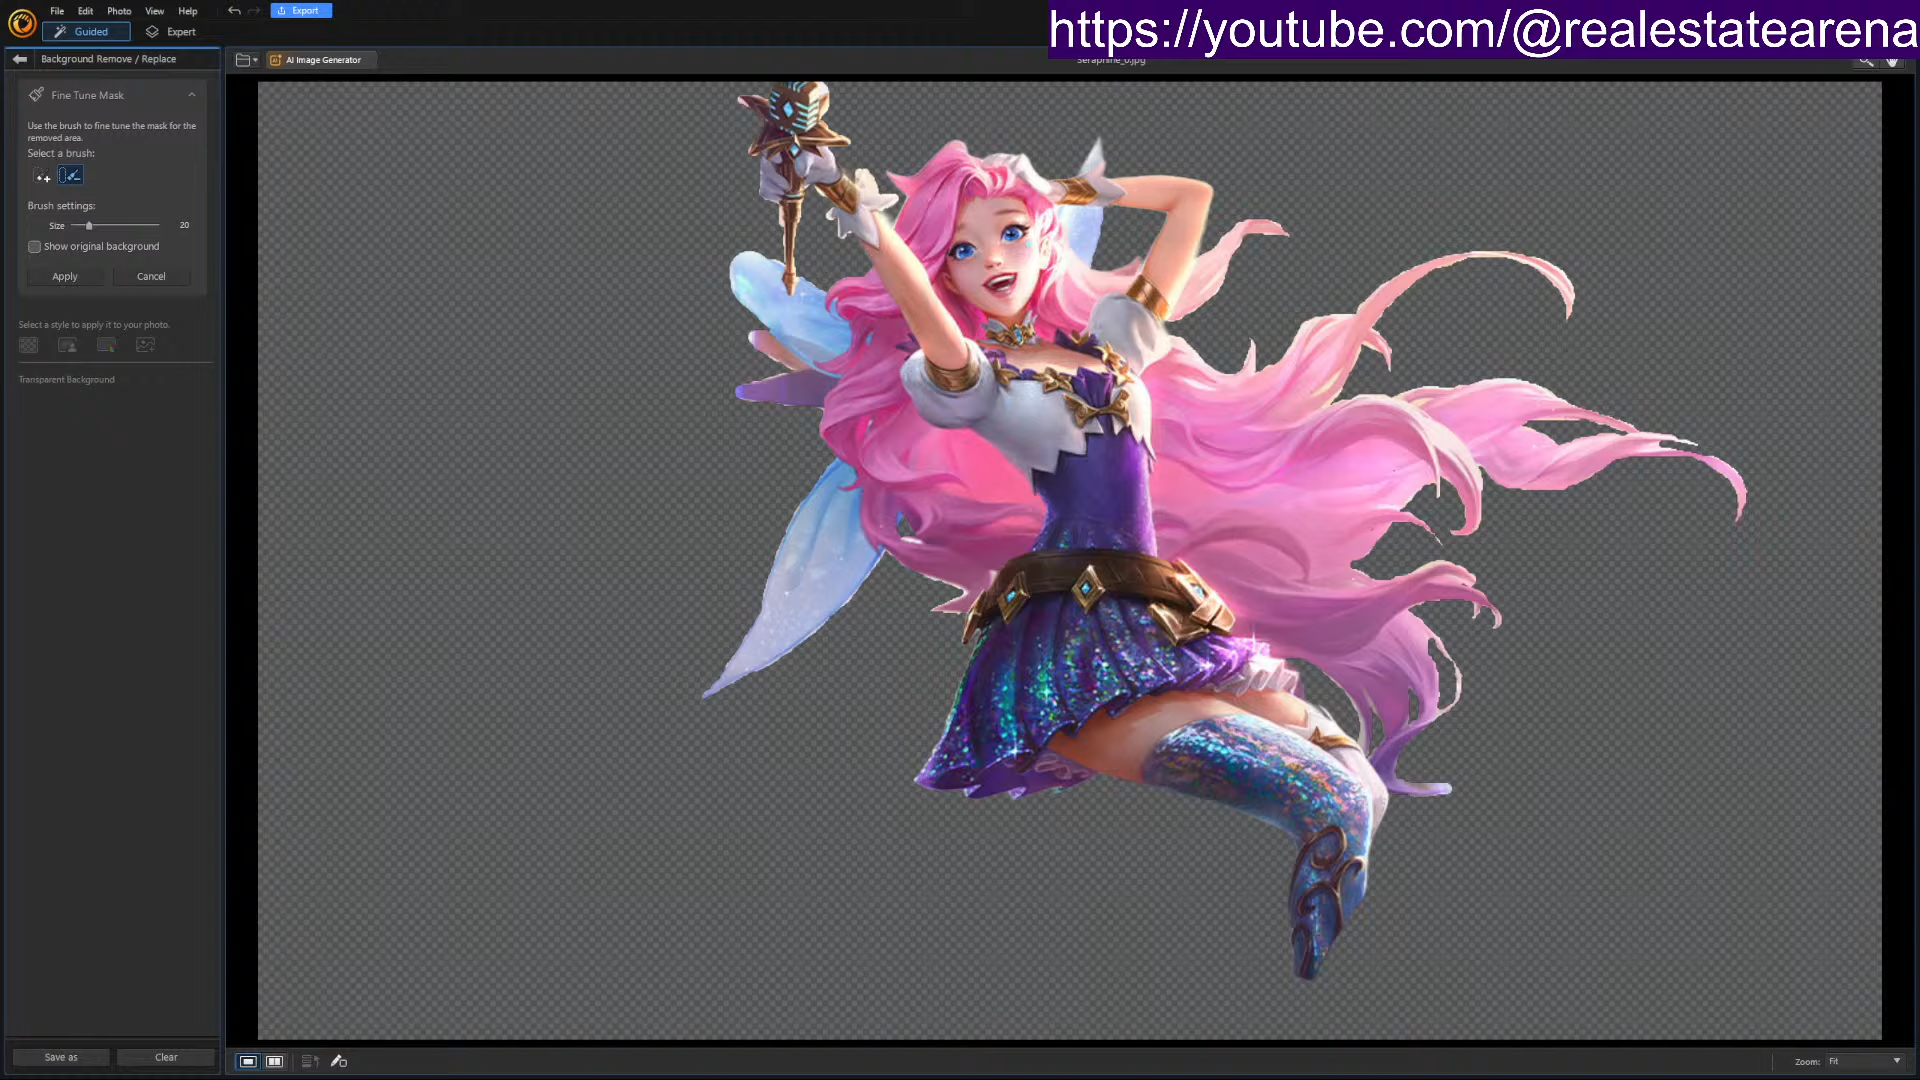 File Edit Photo View Help Export
https://youtube.com/@realestatearena
Guided Expert
Background Remove / Replace
AI Image Generator
Seraphine_0.jpg
Fine Tune Mask
Use the brush to fine tune the mask for the
removed area.
Select a brush:
Brush settings:
Size 20
Show original background
Apply Cancel
Select a style to apply it to your photo.
Transparent Background
Save as Clear
Zoom: Fit